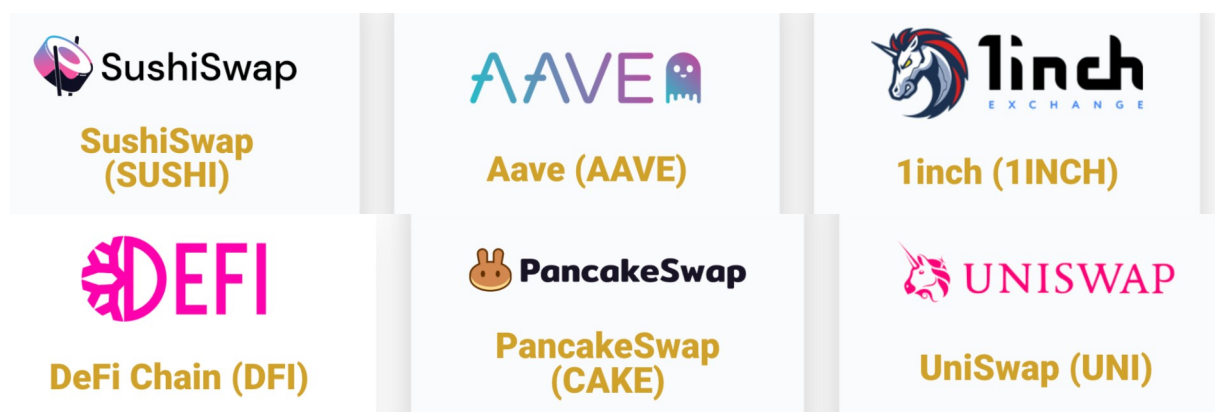 SushiSwap
SushiSwap
(SUSHI)
AAVE
Aave (AAVE)
1inch
EXCHANGE
1inch (1INCH)
DEFI
DeFi Chain (DFI)
PancakeSwap
PancakeSwap
(CAKE)
UNISWAP
UniSwap (UNI)